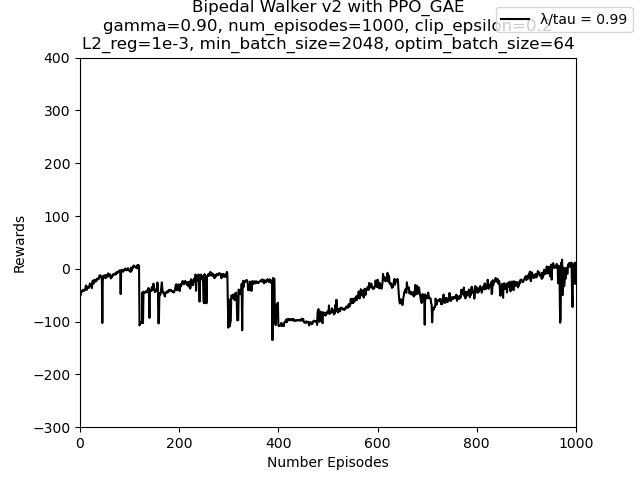 Bipedal Walker v2 with PPO_GAE
gamma=0.90, num_episodes=1000, clip_epsilon=0.2
L2_reg=1e-3, min_batch_size=2048, optim_batch_size=64
λ/tau = 0.99
400
300
200
100
0
−100
−200
−300
Rewards
0 200 400 600 800 1000
Number Episodes